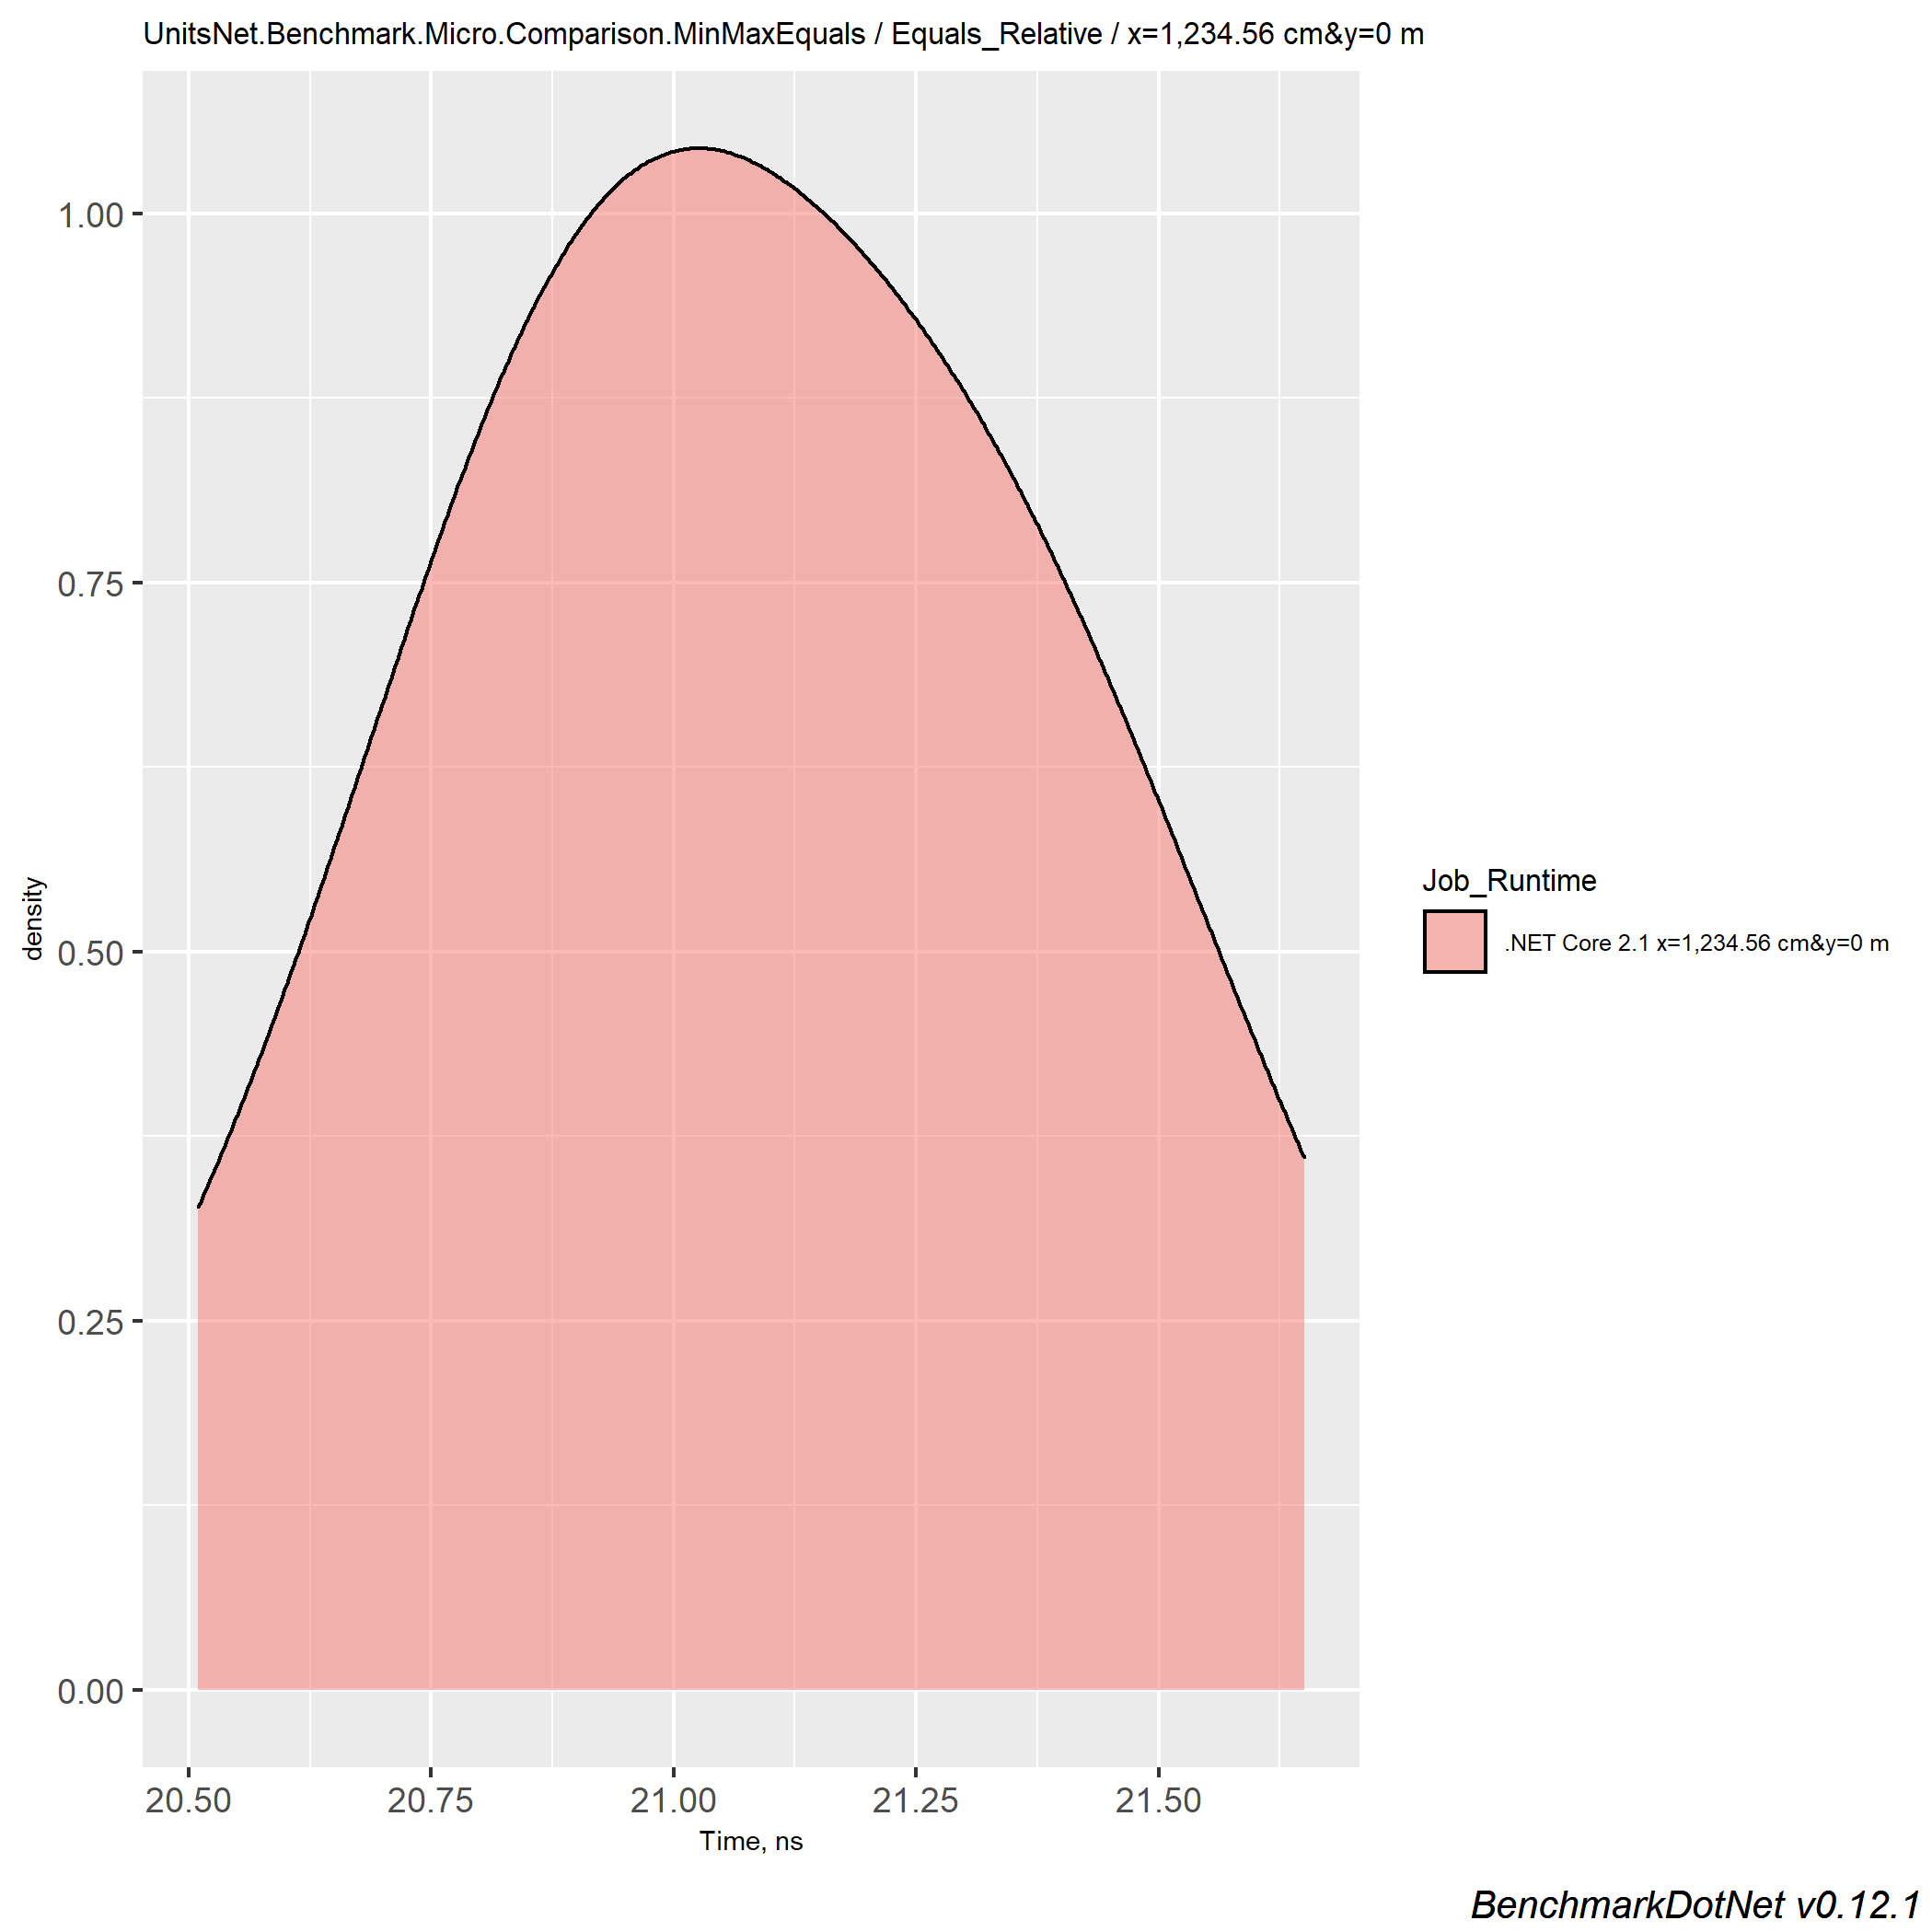 UnitsNet.Benchmark.Micro.Comparison.MinMaxEquals / Equals_Relative / x=1,234.56 cm&y=0 m
1.00
0.75
0.50
0.25
0.00
density
20.50 20.75 21.00 21.25 21.50
Time, ns
Job_Runtime
.NET Core 2.1 x=1,234.56 cm&y=0 m
BenchmarkDotNet v0.12.1